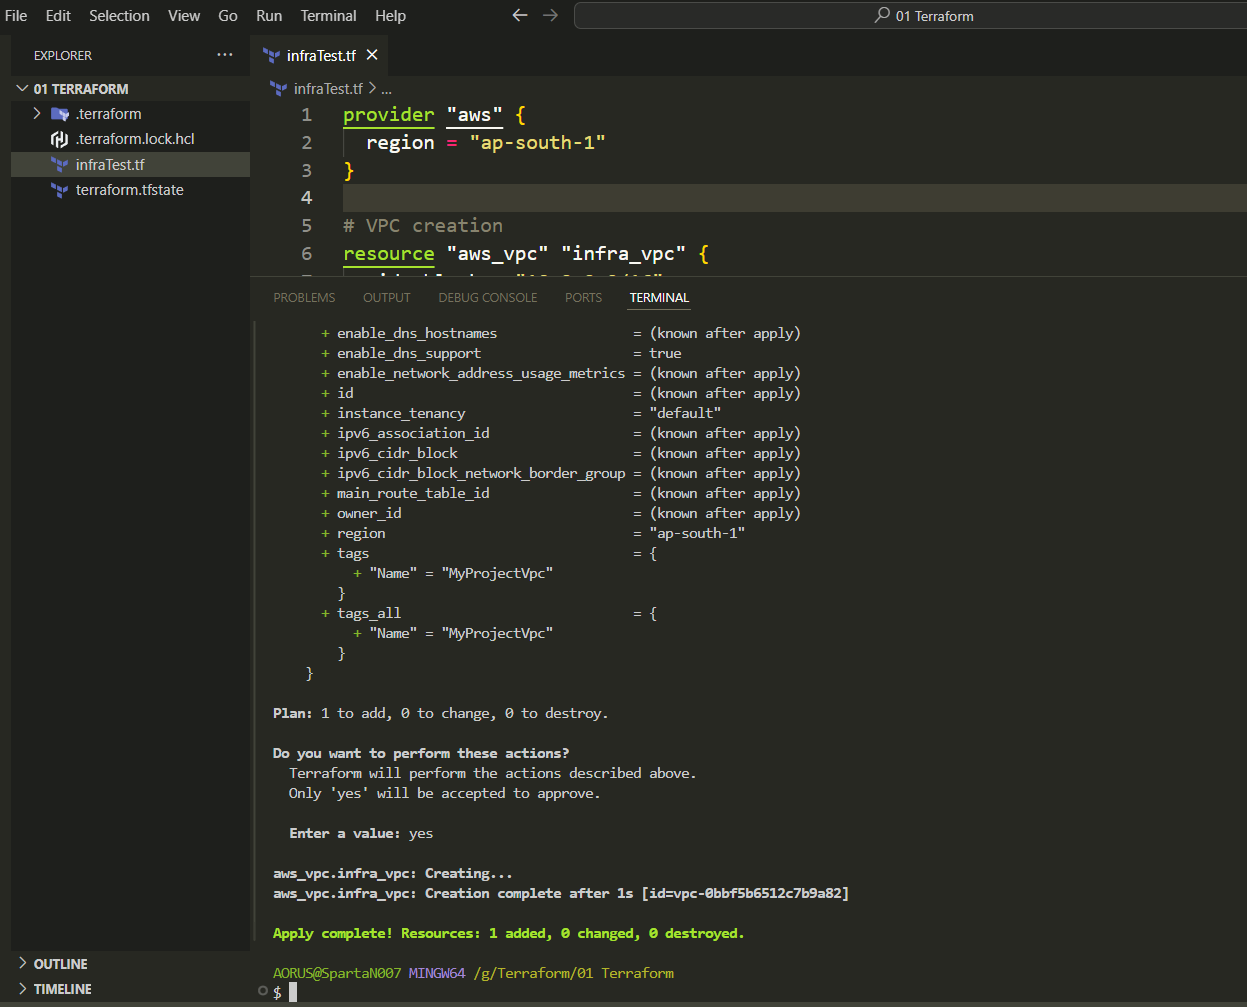 File Edit Selection View Go Run Terminal Help
01 Terraform
EXPLORER
01 TERRAFORM
.terraform
.terraform.lock.hcl
infraTest.tf
terraform.tfstate
OUTLINE
TIMELINE
infraTest.tf
infraTest.tf > ...
1 provider "aws" {
2 region = "ap-south-1"
3 }
4
5 # VPC creation
6 resource "aws_vpc" "infra_vpc" {
PROBLEMS OUTPUT DEBUG CONSOLE PORTS TERMINAL
+ enable_dns_hostnames = (known after apply)
+ enable_dns_support = true
+ enable_network_address_usage_metrics = (known after apply)
+ id = (known after apply)
+ instance_tenancy = "default"
+ ipv6_association_id = (known after apply)
+ ipv6_cidr_block = (known after apply)
+ ipv6_cidr_block_network_border_group = (known after apply)
+ main_route_table_id = (known after apply)
+ owner_id = (known after apply)
+ region = "ap-south-1"
+ tags = {
+ "Name" = "MyProjectVpc"
}
+ tags_all = {
+ "Name" = "MyProjectVpc"
}
}
Plan: 1 to add, 0 to change, 0 to destroy.
Do you want to perform these actions?
Terraform will perform the actions described above.
Only 'yes' will be accepted to approve.
Enter a value: yes
aws_vpc.infra_vpc: Creating...
aws_vpc.infra_vpc: Creation complete after 1s [id=vpc-0bbf5b6512c7b9a82]
Apply complete! Resources: 1 added, 0 changed, 0 destroyed.
AORUS@SpartaN007 MINGW64 /g/Terraform/01 Terraform
$